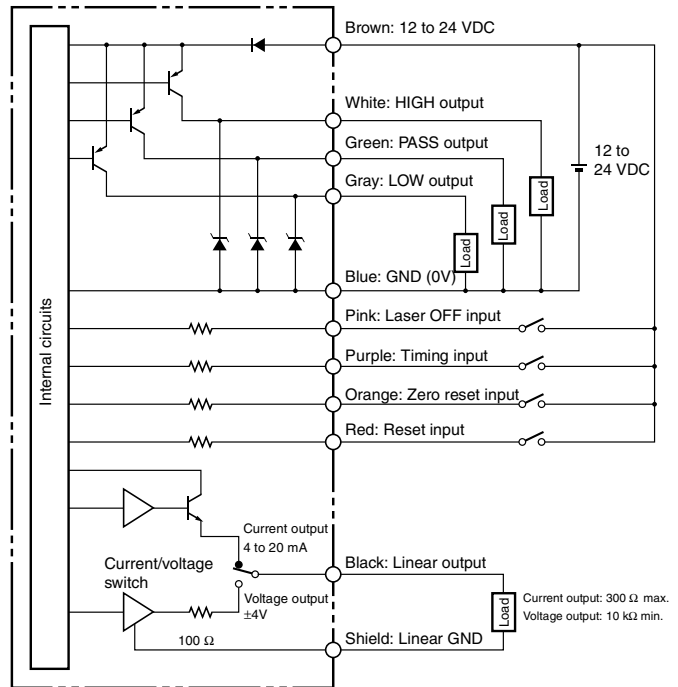 Brown: 12 to 24 VDC
White: HIGH output
Green: PASS output
Gray: LOW output
12 to
24 VDC
Load
Load
Load
Blue: GND (0V)
Internal circuits
Pink: Laser OFF input
Purple: Timing input
Orange: Zero reset input
Red: Reset input
Current output
4 to 20 mA
Current/voltage
switch
Black: Linear output
Voltage output
±4V
Load
Current output: 300 Ω max.
Voltage output: 10 kΩ min.
100 Ω
Shield: Linear GND